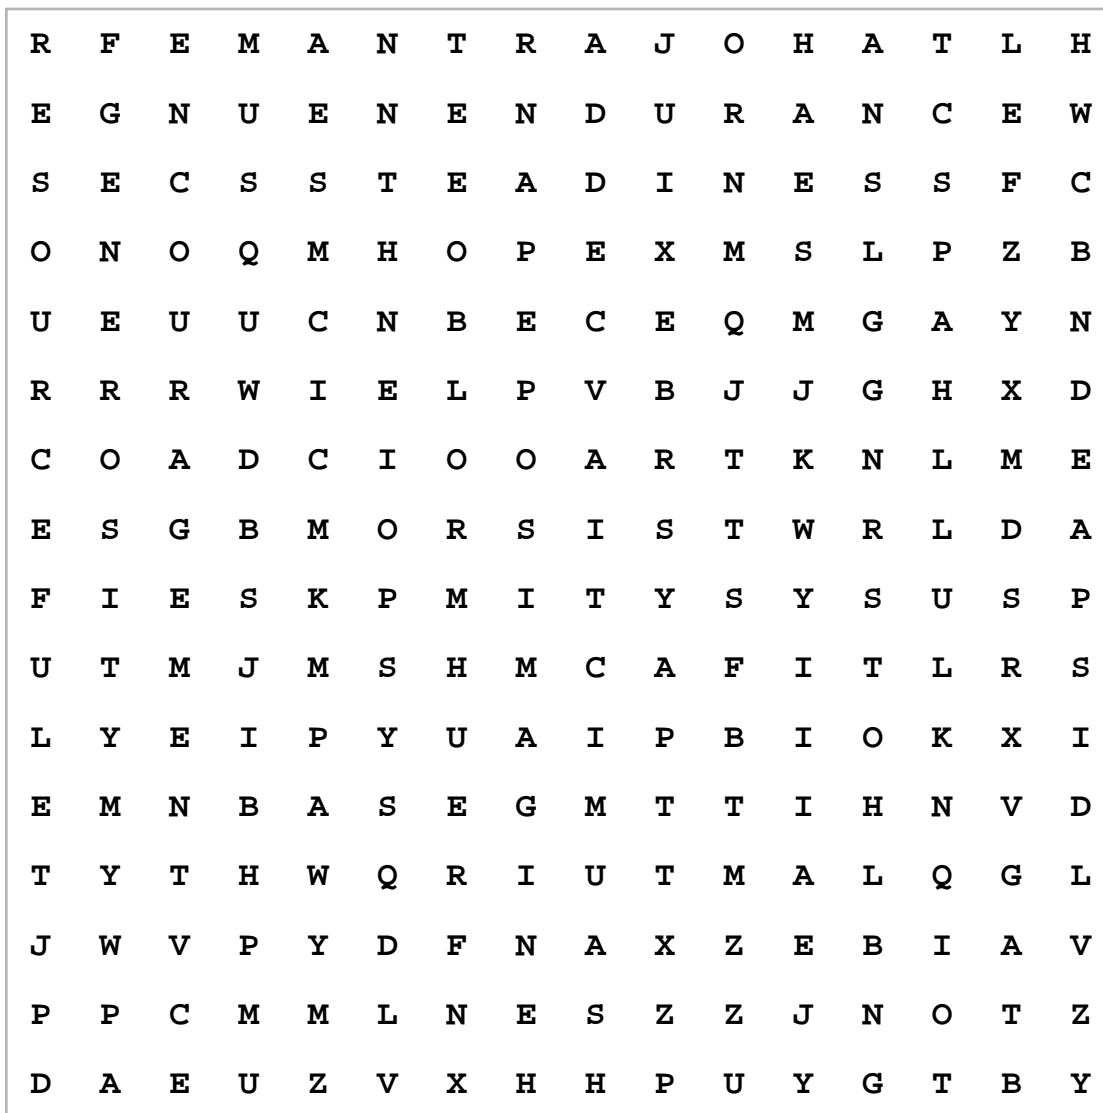 R F E M A N T R A J O H A T L H
E G N U E N E N D U R A N C E W
S E C S S T E A D I N E S S F C
O N O Q M H O P E X M S L P Z B
U E U U C N B E C E Q M G A Y N
R R R W I E L P V B J J G H X D
C O A D C I O O A R T K N L M E
E S G B M O R S I S T W R L D A
F I E S K P M I T Y S Y S U S P
U T M J M S H M C A F I T L R S
L Y E I P Y U A I P B I O K X I
E M N B A S E G M T T I H N V D
T Y T H W Q R I U T M A L Q G L
J W V P Y D F N A X Z E B I A V
P P C M M L N E S Z Z J N O T Z
D A E U Z V X H H P U Y G T B Y